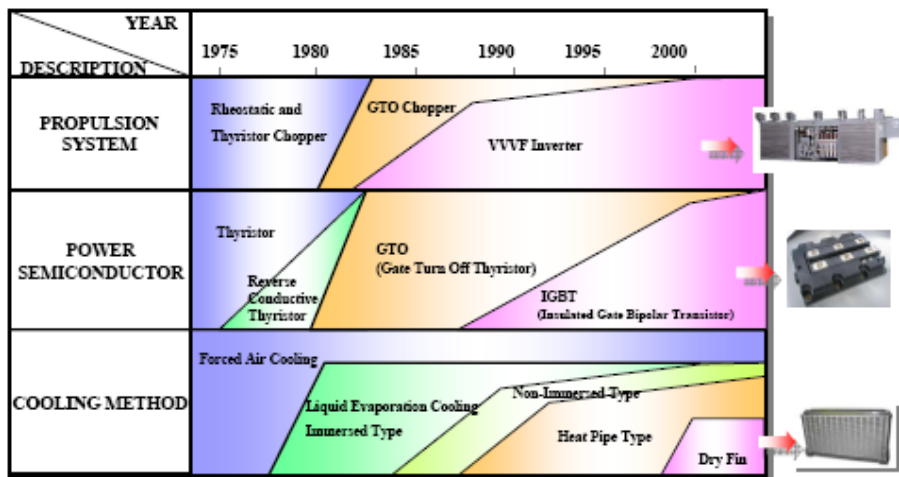 YEAR
DESCRIPTION
1975 1980 1985 1990 1995 2000
PROPULSION
SYSTEM
Rheostatic and
Thyristor Chopper
GTO Chopper
VVVF Inverter
POWER
SEMICONDUCTOR
Thyristor
Reverse
Conductive
Thyristor
GTO
(Gate Turn Off Thyristor)
IGBT
(Insulated Gate Bipolar Transistor)
COOLING METHOD
Forced Air Cooling
Liquid Evaporation Cooling
Immersed Type
Non-Immersed Type
Heat Pipe Type
Dry Fin